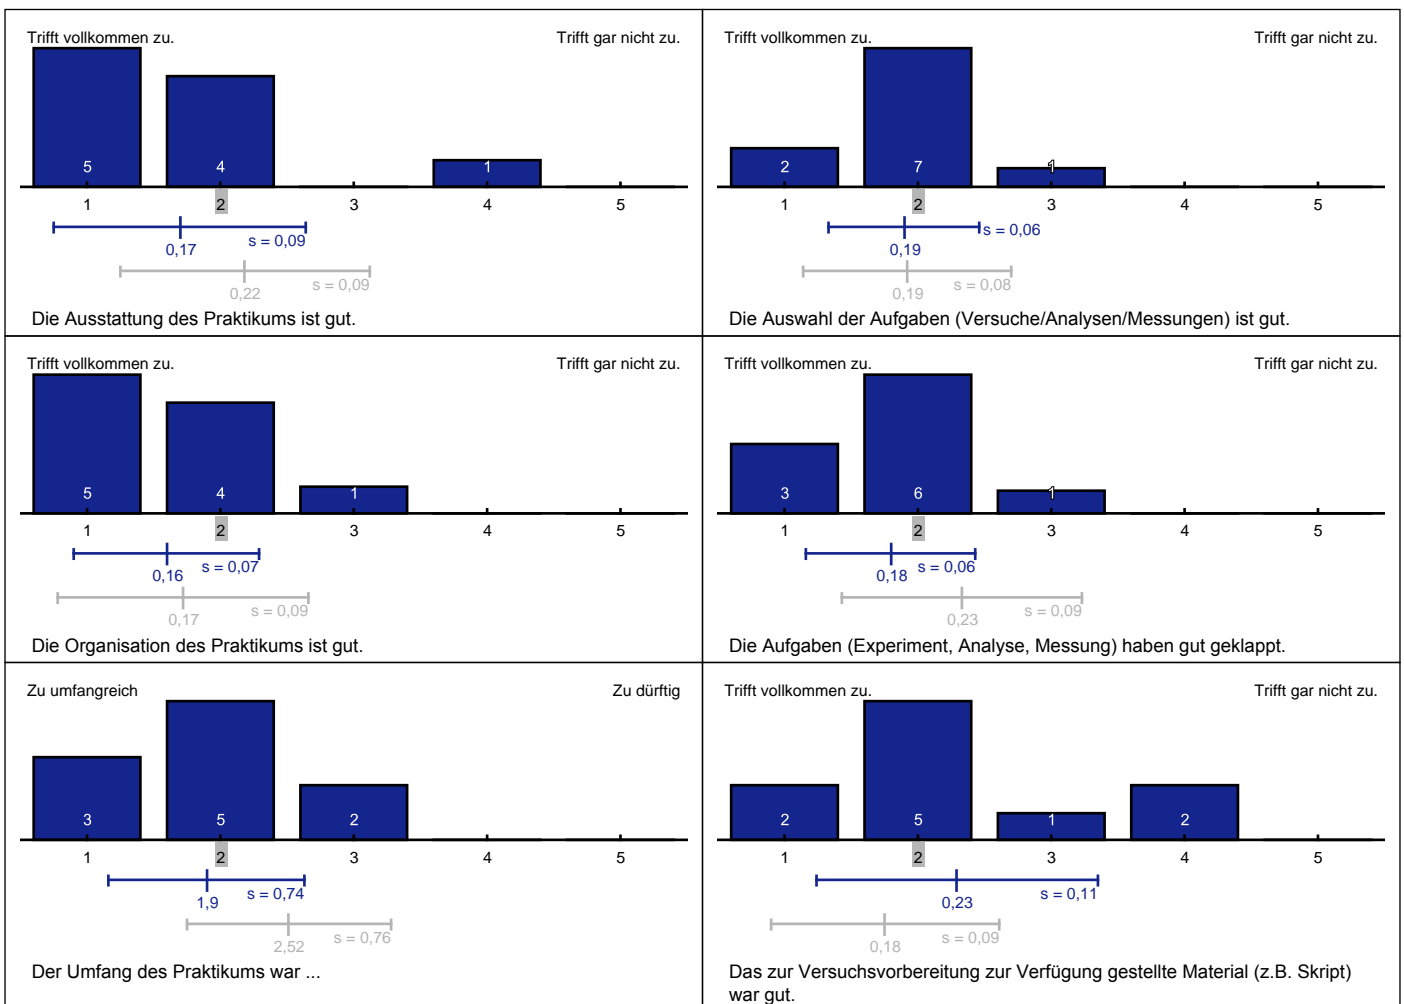 Trifft vollkommen zu. Trifft gar nicht zu.
5 4 1
1 2 3 4 5
0,17 s = 0,09
0,22 s = 0,09
Die Ausstattung des Praktikums ist gut.
Trifft vollkommen zu. Trifft gar nicht zu.
2 7 1
1 2 3 4 5
0,19 s = 0,06
0,19 s = 0,08
Die Auswahl der Aufgaben (Versuche/Analysen/Messungen) ist gut.
Trifft vollkommen zu. Trifft gar nicht zu.
5 4 1
1 2 3 4 5
0,16 s = 0,07
0,17 s = 0,09
Die Organisation des Praktikums ist gut.
Trifft vollkommen zu. Trifft gar nicht zu.
3 6 1
1 2 3 4 5
0,18 s = 0,06
0,23 s = 0,09
Die Aufgaben (Experiment, Analyse, Messung) haben gut geklappt.
Zu umfangreich Zu dürftig
3 5 2
1 2 3 4 5
1,9 s = 0,74
2,52 s = 0,76
Der Umfang des Praktikums war ...
Trifft vollkommen zu. Trifft gar nicht zu.
2 5 1 2
1 2 3 4 5
0,23 s = 0,11
0,18 s = 0,09
Das zur Versuchsvorbereitung zur Verfügung gestellte Material (z.B. Skript)
war gut.